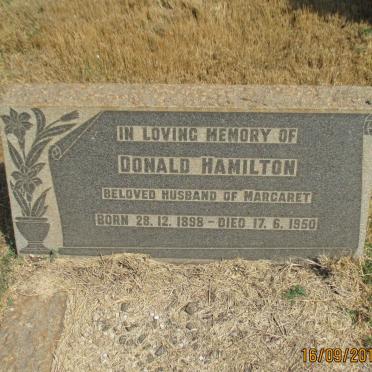 IN LOVING MEMORY OF
DONALD HAMILTON
BELOVED HUSBAND OF MARGARET
BORN 28. 12. 1898 – DIED 17. 6. 1950
16/09/201